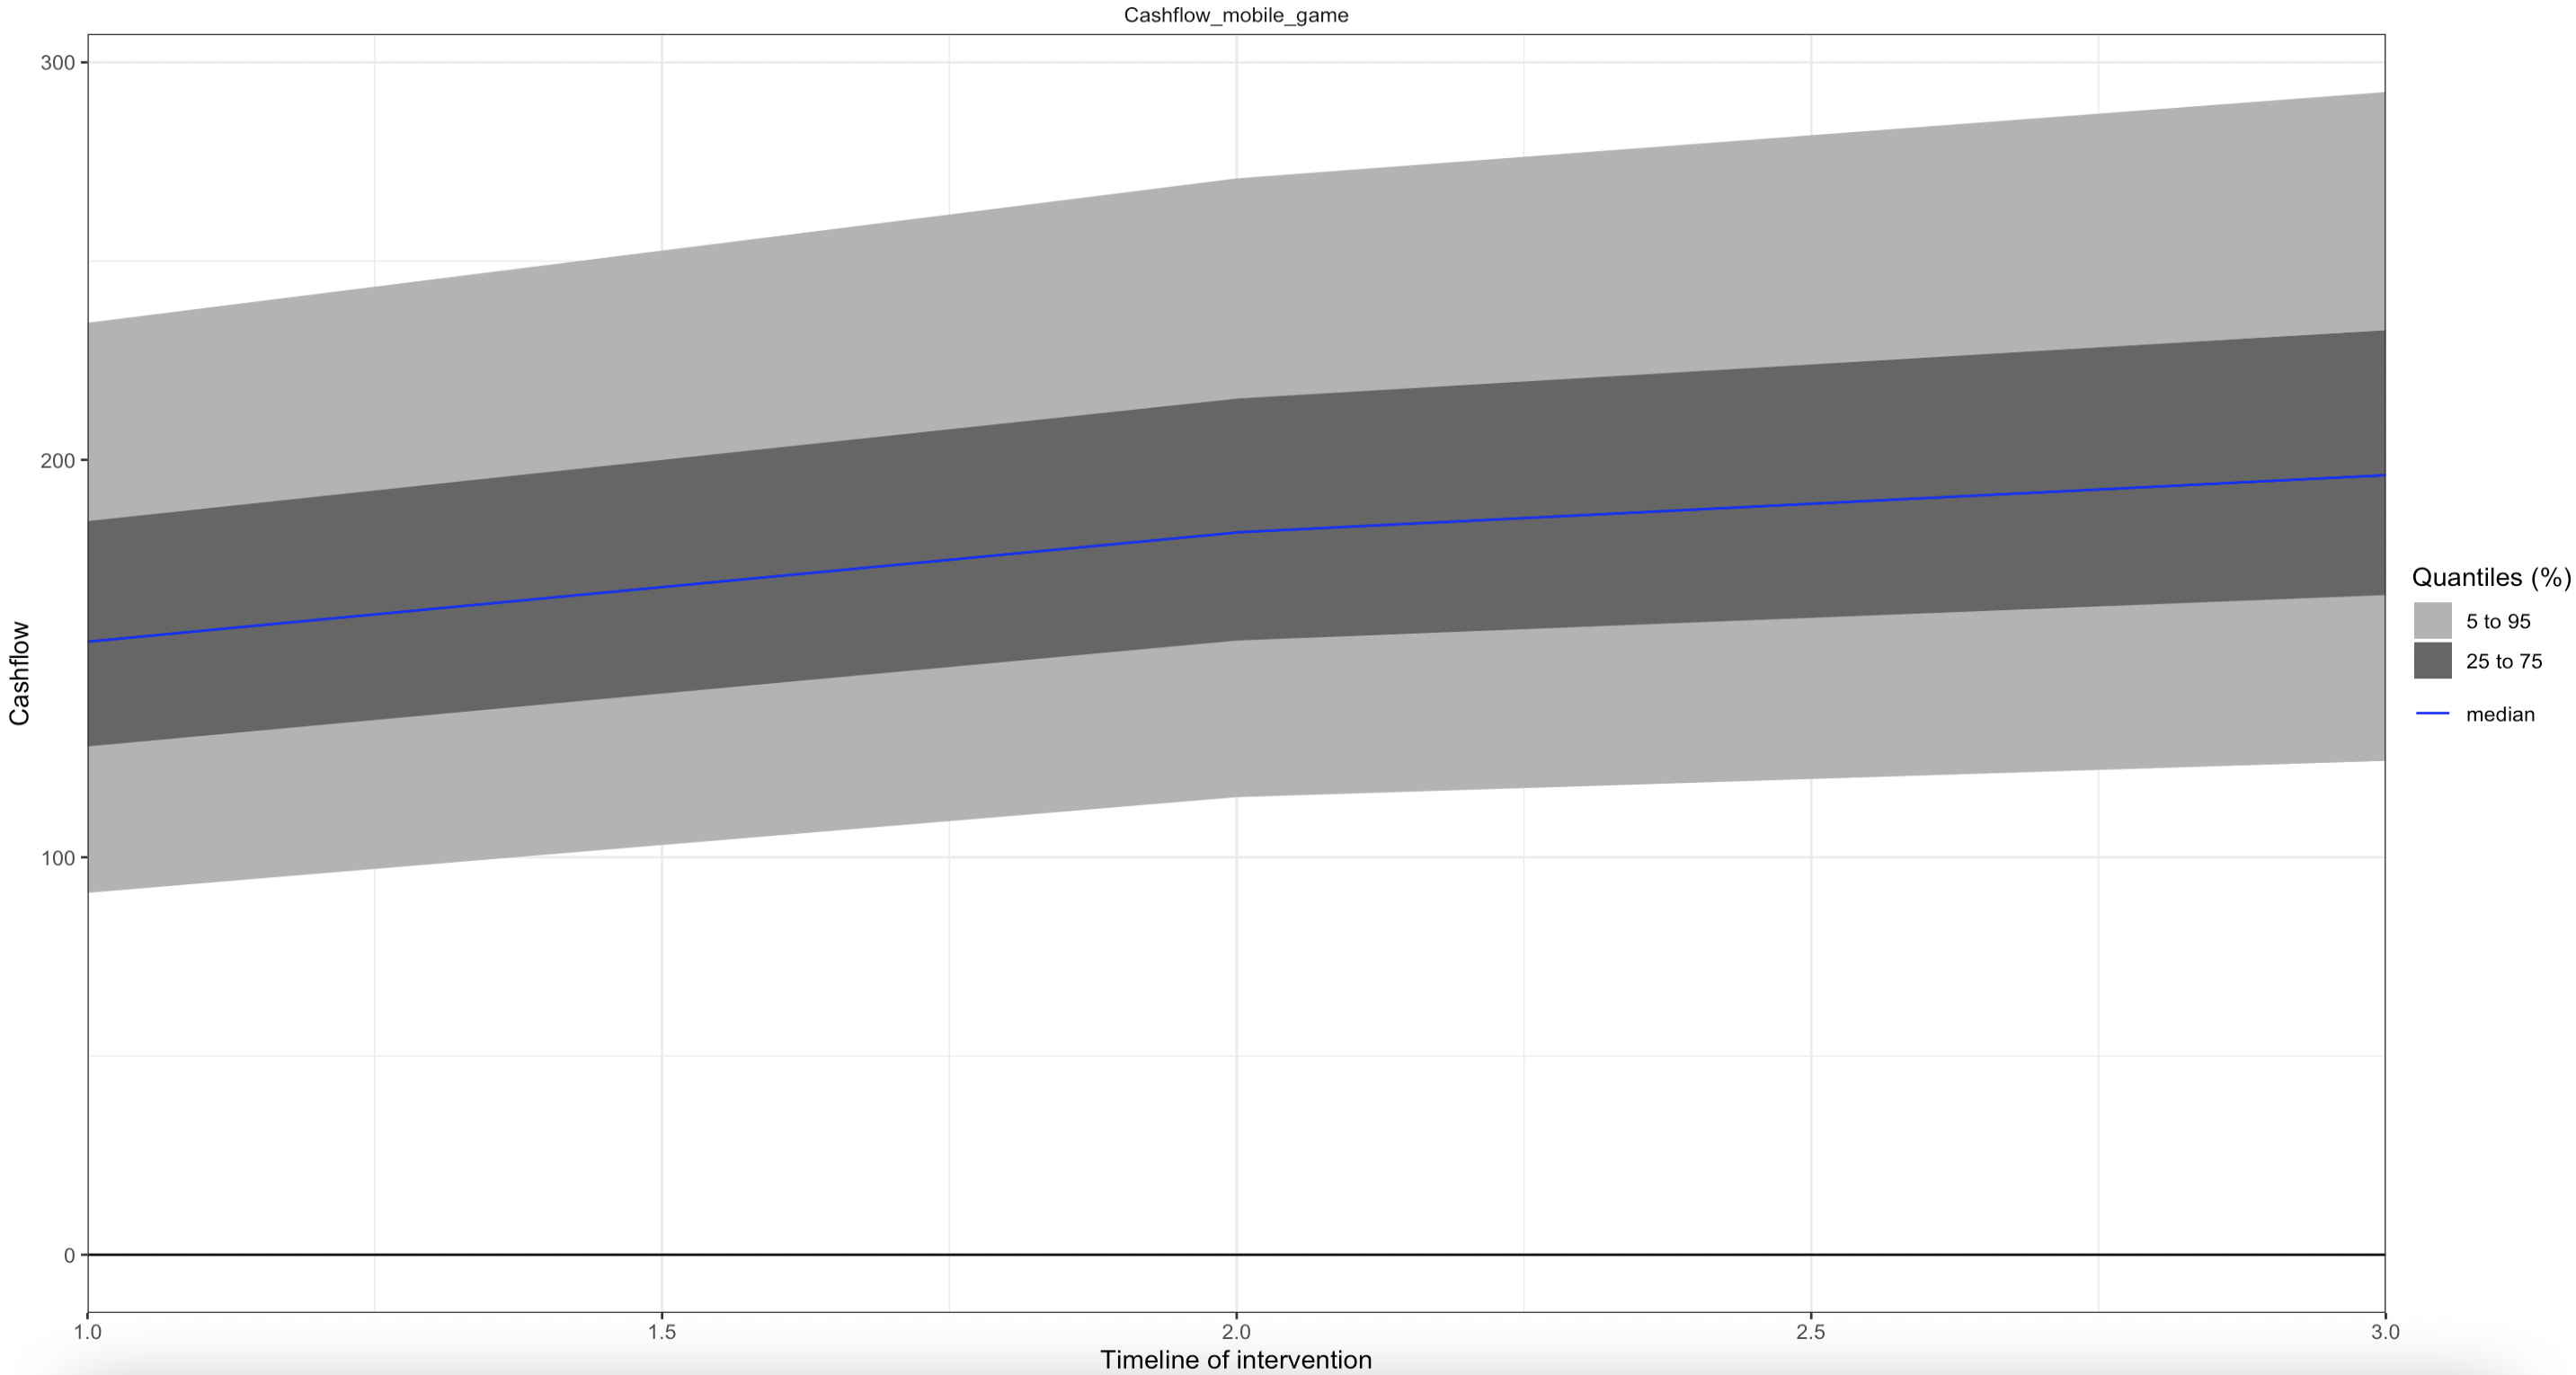 Cashflow_mobile_game
300
200
100
0
Cashflow
1.0
1.5
2.0
2.5
3.0
Timeline of intervention
Quantiles (%)
5 to 95
25 to 75
median